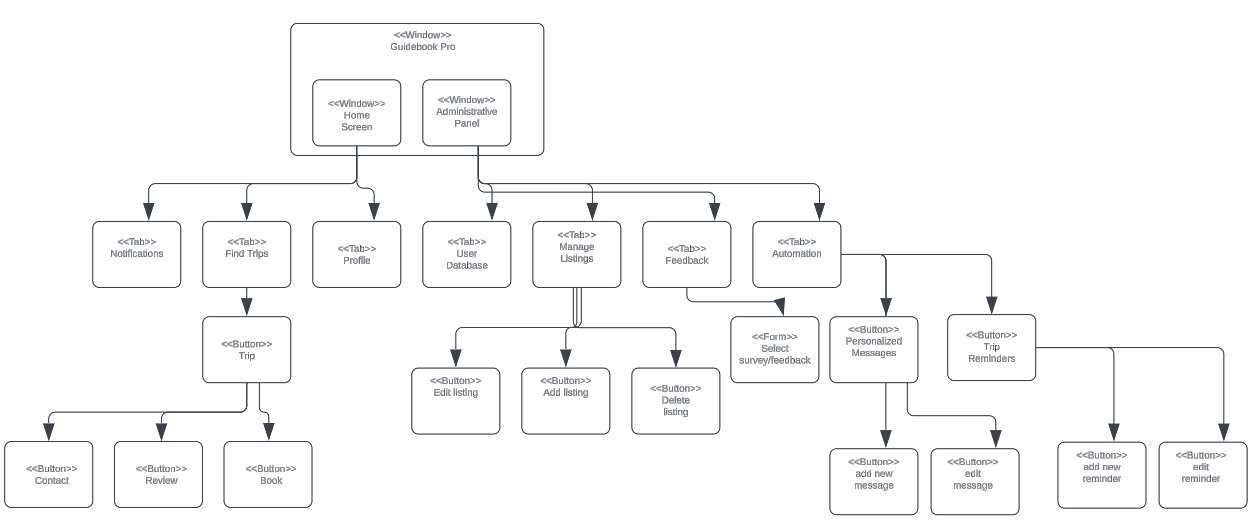 <<Window>>
Guidebook Pro
<<Window>>
Home
Screen
<<Window>>
Administrative
Panel
<<Tab>>
Notifications
<<Tab>>
Find Trips
<<Tab>>
Profile
<<Tab>>
User
Database
<<Tab>>
Manage
Listings
<<Tab>>
Feedback
<<Tab>>
Automation
<<Button>>
Trip
<<Form>>
Select
survey/feedback
<<Button>>
Personalized
Messages
<<Button>>
Trip
Reminders
<<Button>>
Edit listing
<<Button>>
Add listing
<<Button>>
Delete
listing
<<Button>>
Contact
<<Button>>
Review
<<Button>>
Book
<<Button>>
add new
message
<<Button>>
edit
message
<<Button>>
add new
reminder
<<Button>>
edit
reminder